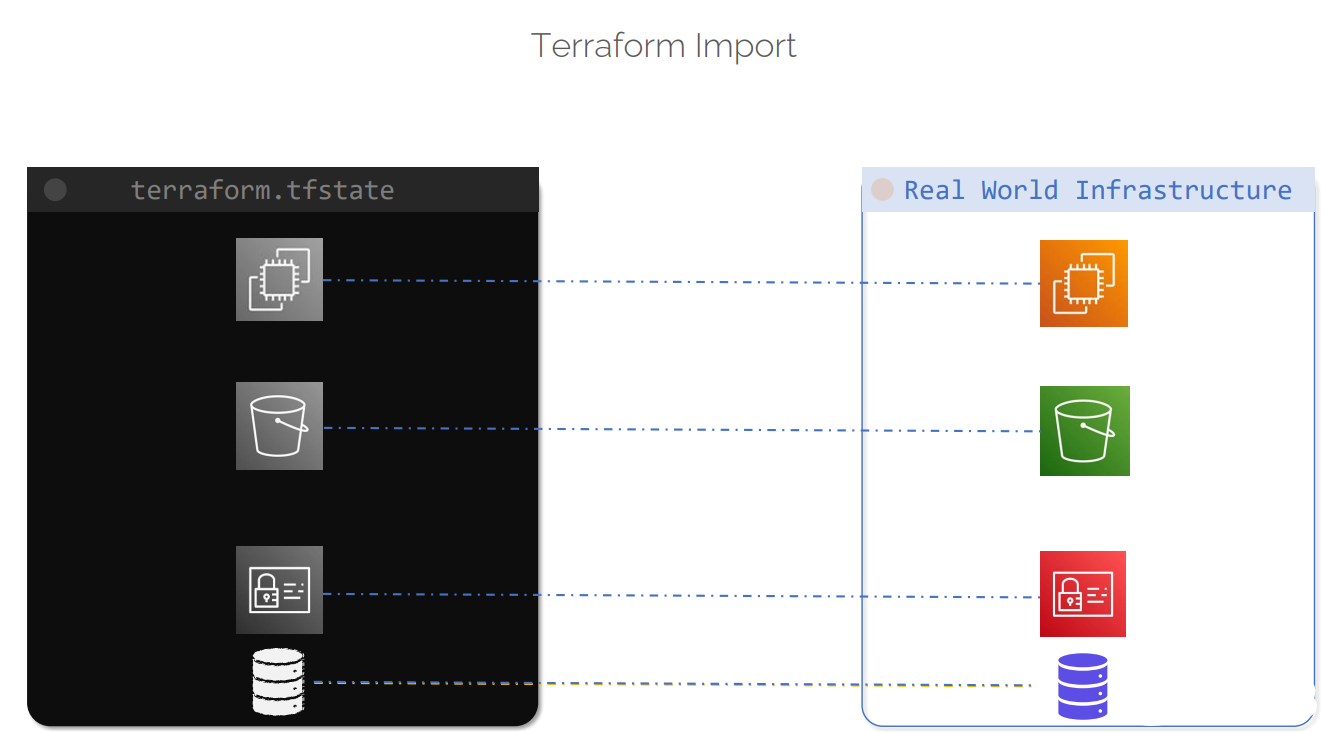 Terraform Import
terraform.tfstate
Real World Infrastructure